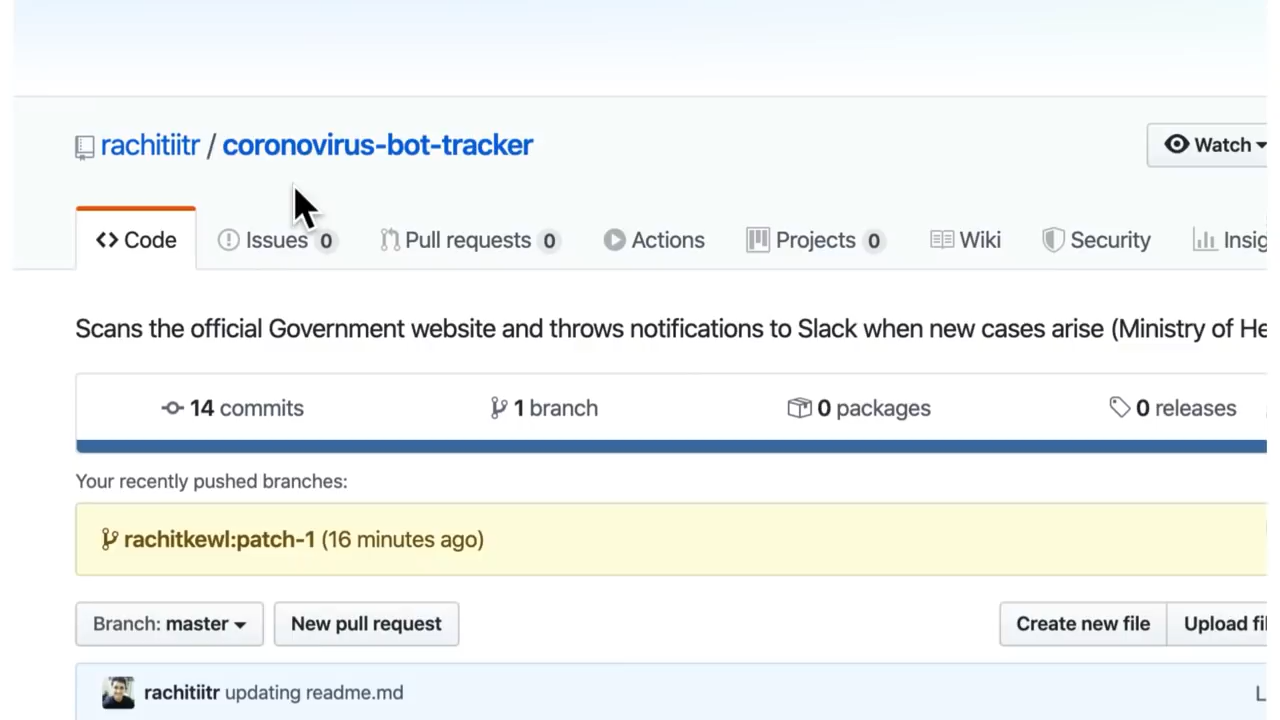 rachitiitr / coronovirus-bot-tracker
Watch
Code Issues 0 Pull requests 0 Actions Projects 0 Wiki Security Insig
Scans the official Government website and throws notifications to Slack when new cases arise (Ministry of He
14 commits 1 branch 0 packages 0 releases
Your recently pushed branches:
rachitkewl:patch-1 (16 minutes ago)
Branch: master New pull request Create new file Upload fil
rachitiitr updating readme.md L